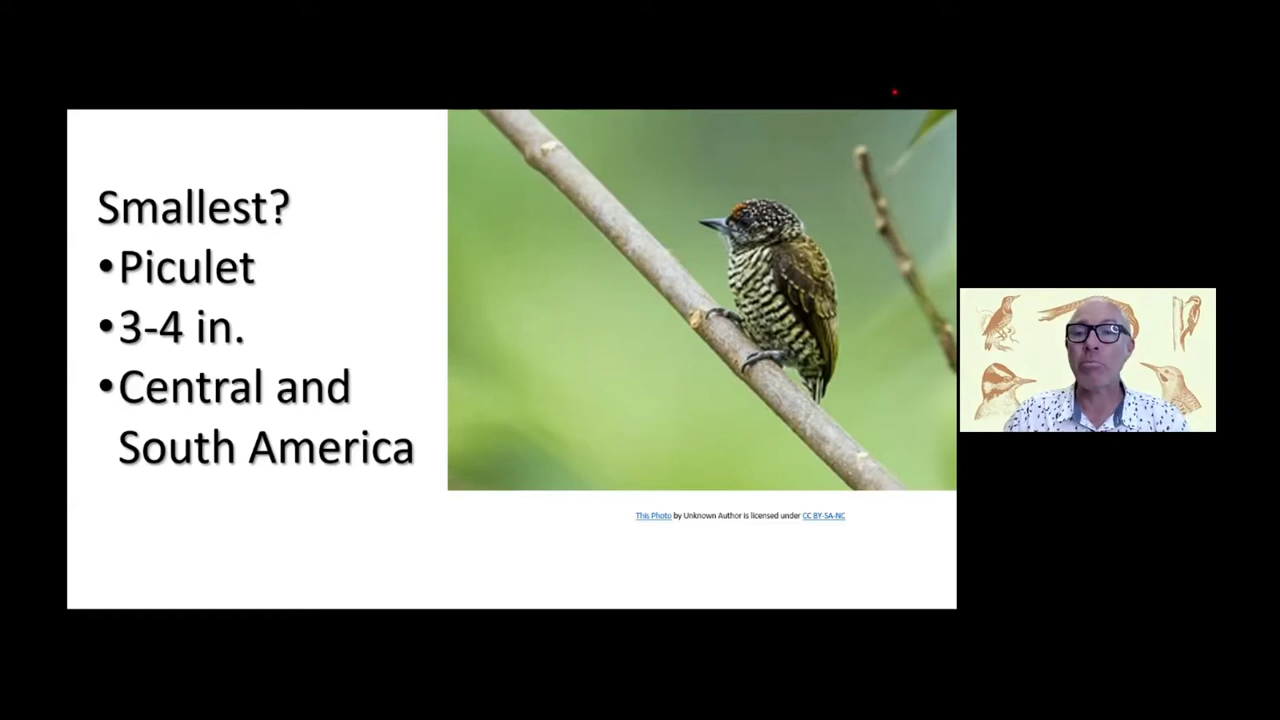 Smallest?
•Piculet
•3-4 in.
•Central and
South America
This Photo by Unknown Author is licensed under CC BY-SA-NC